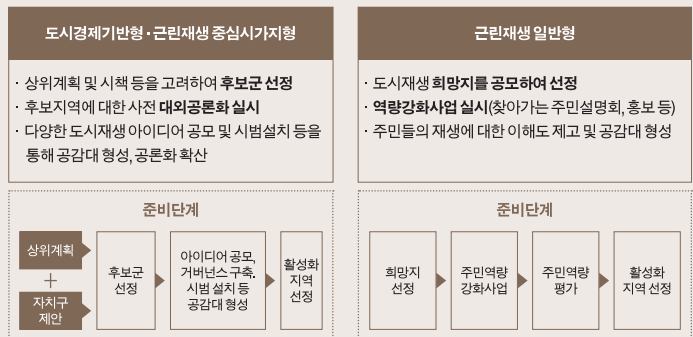 도시경제기반형·근린재생 중심시가지형
· 상위계획 및 시책 등을 고려하여 후보군 선정
· 후보지역에 대한 사전 대외공론화 실시
· 다양한 도시재생 아이디어 공모 및 시범설치 등을
통해 공감대 형성, 공론화 확산
준비단계
상위계획
+
자치구
제안
후보군
선정
아이디어 공모,
거버넌스 구축.
시범 설치 등
공감대 형성
활성화
지역
선정
근린재생 일반형
· 도시재생 희망지를 공모하여 선정
· 역량강화사업 실시(찾아가는 주민설명회, 홍보 등)
· 주민들의 재생에 대한 이해도 제고 및 공감대 형성
준비단계
희망지
선정
주민역량
강화사업
주민역량
평가
활성화
지역 선정